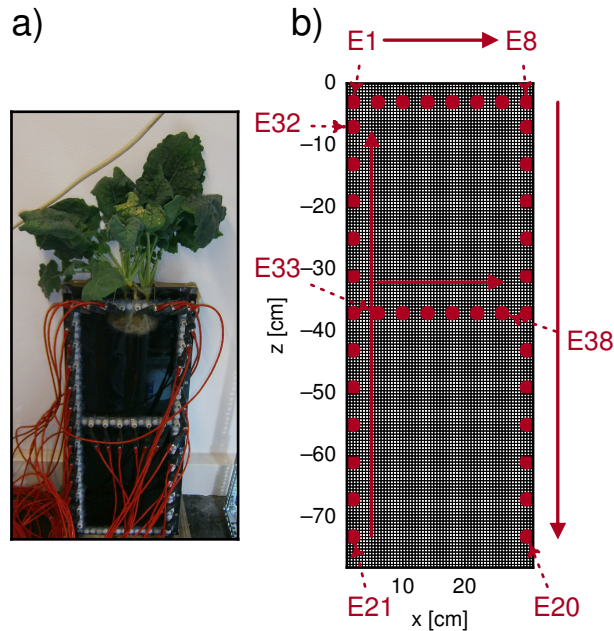 a)
b)
E1
E8
0
E32
–10
–20
E33
–30
–40
E38
–50
–60
–70
z [cm]
E21
10
20
E20
x [cm]